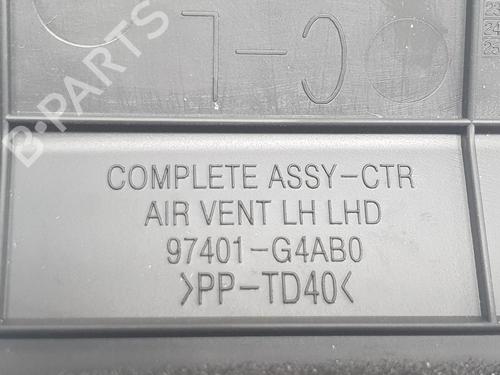 C-L
B-PARTS
COMPLETE ASSY-CTR
AIR VENT LH LHD
97401-G4AB0
>PP-TD40<